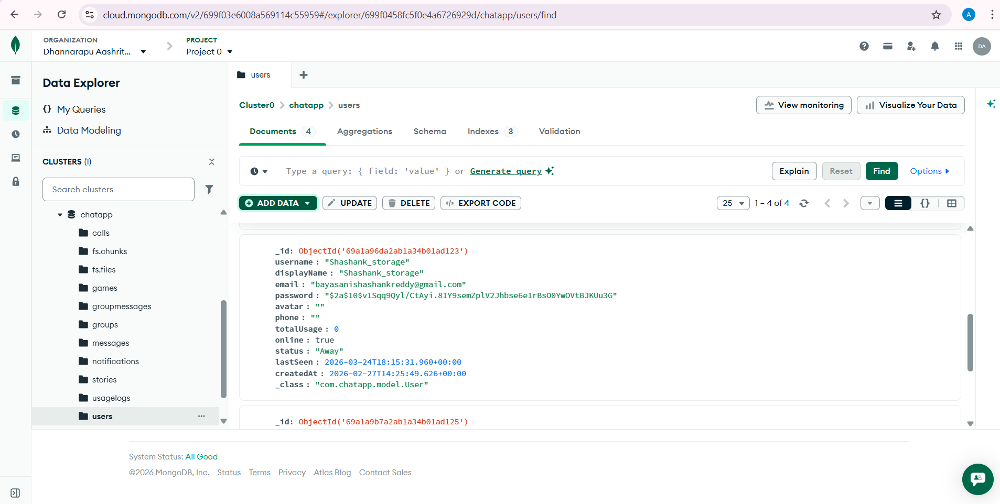 cloud.mongodb.com/v2/699f03e6008a569114c55959#/explorer/699f0458fc5f0e4a6726929d/chatapp/users/find
A
ORGANIZATION
Dhannarapu Aashrit...
PROJECT
Project 0
DA
Data Explorer
My Queries
Data Modeling
CLUSTERS (1)
Search clusters
chatapp
calls
fs.chunks
fs.files
games
groupmessages
groups
messages
notifications
stories
usagelogs
users
users
Cluster0 > chatapp > users
View monitoring
Visualize Your Data
Documents 4
Aggregations
Schema
Indexes 3
Validation
Type a query: { field: 'value' } or Generate query
Explain
Reset
Find
Options
ADD DATA
UPDATE
DELETE
EXPORT CODE
25
1 – 4 of 4
_id: ObjectId('69a1a96da2ab1a34b01ad123')
username : "Shashank_storage"
displayName : "Shashank_storage"
email : "bayasanishashankreddy@gmail.com"
password : "$2a$10$v1Sqq9Qyl/CtAyi.81Y9semZplV2Jhbse6e1rBsO0YwOVtBJKUu3G"
avatar : ""
phone : ""
totalUsage : 0
online : true
status : "Away"
lastSeen : 2026-03-24T18:15:31.960+00:00
createdAt : 2026-02-27T14:25:49.626+00:00
_class : "com.chatapp.model.User"
_id: ObjectId('69a1a9b7a2ab1a34b01ad125')
System Status: All Good
©2026 MongoDB, Inc. Status Terms Privacy Atlas Blog Contact Sales